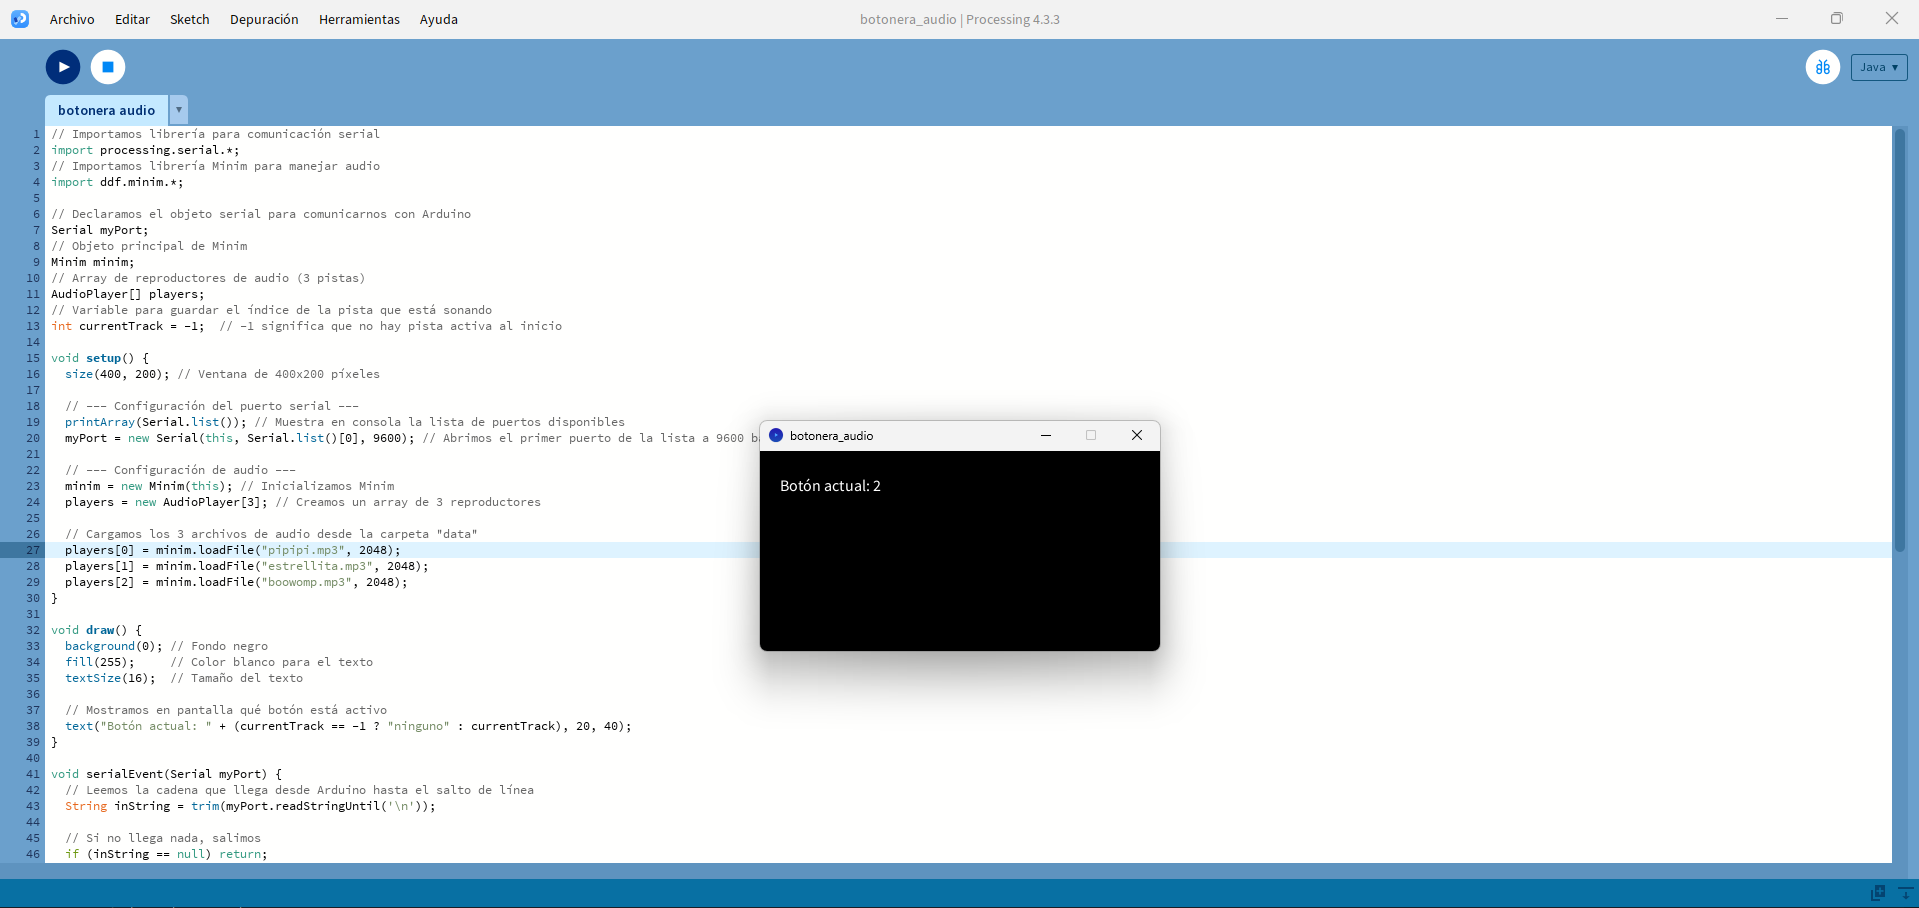 Archivo Editar Sketch Depuración Herramientas Ayuda
botonera_audio | Processing 4.3.3
Java ▾
botonera audio ▾
1 // Importamos librería para comunicación serial
2 import processing.serial.*;
3 // Importamos librería Minim para manejar audio
4 import ddf.minim.*;
5
6 // Declaramos el objeto serial para comunicarnos con Arduino
7 Serial myPort;
8 // Objeto principal de Minim
9 Minim minim;
10 // Array de reproductores de audio (3 pistas)
11 AudioPlayer[] players;
12 // Variable para guardar el índice de la pista que está sonando
13 int currentTrack = -1;  // -1 significa que no hay pista activa al inicio
14
15 void setup() {
16   size(400, 200); // Ventana de 400x200 píxeles
17
18   // --- Configuración del puerto serial ---
19   printArray(Serial.list()); // Muestra en consola la lista de puertos disponibles
20   myPort = new Serial(this, Serial.list()[0], 9600); // Abrimos el primer puerto de la lista a 9600
21
22   // --- Configuración de audio ---
23   minim = new Minim(this); // Inicializamos Minim
24   players = new AudioPlayer[3]; // Creamos un array de 3 reproductores
25
26   // Cargamos los 3 archivos de audio desde la carpeta "data"
27   players[0] = minim.loadFile("pipipi.mp3", 2048);
28   players[1] = minim.loadFile("estrellita.mp3", 2048);
29   players[2] = minim.loadFile("boowomp.mp3", 2048);
30 }
31
32 void draw() {
33   background(0); // Fondo negro
34   fill(255);     // Color blanco para el texto
35   textSize(16);  // Tamaño del texto
36
37   // Mostramos en pantalla qué botón está activo
38   text("Botón actual: " + (currentTrack == -1 ? "ninguno" : currentTrack), 20, 40);
39 }
40
41 void serialEvent(Serial myPort) {
42   // Leemos la cadena que llega desde Arduino hasta el salto de línea
43   String inString = trim(myPort.readStringUntil('\n'));
44
45   // Si no llega nada, salimos
46   if (inString == null) return;
botonera_audio
Botón actual: 2